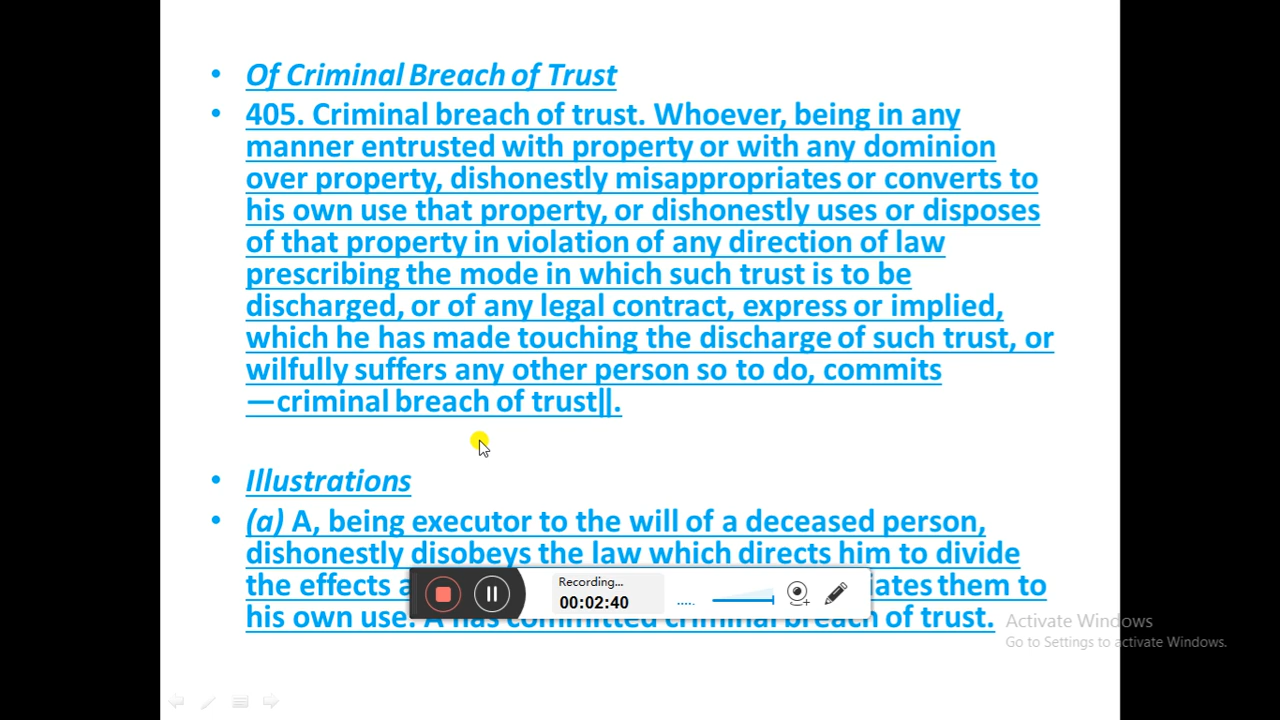 Of Criminal Breach of Trust
405. Criminal breach of trust. Whoever, being in any
manner entrusted with property or with any dominion
over property, dishonestly misappropriates or converts to
his own use that property, or dishonestly uses or disposes
of that property in violation of any direction of law
prescribing the mode in which such trust is to be
discharged, or of any legal contract, express or implied,
which he has made touching the discharge of such trust, or
wilfully suffers any other person so to do, commits
―criminal breach of trust‖.
Illustrations
(a) A, being executor to the will of a deceased person,
dishonestly disobeys the law which directs him to divide
the effects them to
his own use. A has committed criminal breach of trust.
Recording...
00:02:40
Activate Windows
Go to Settings to activate Windows.